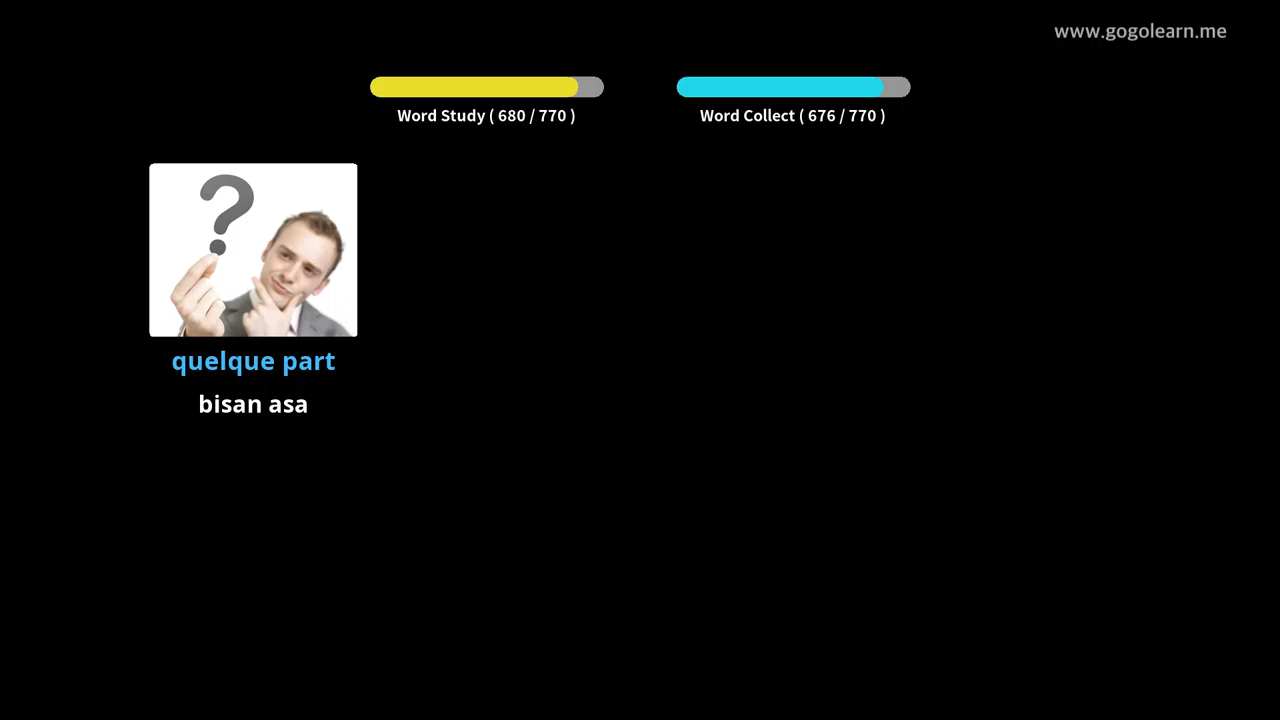 www.gogolearn.me
Word Study ( 680 / 770 )
Word Collect ( 676 / 770 )
?
quelque part
bisan asa